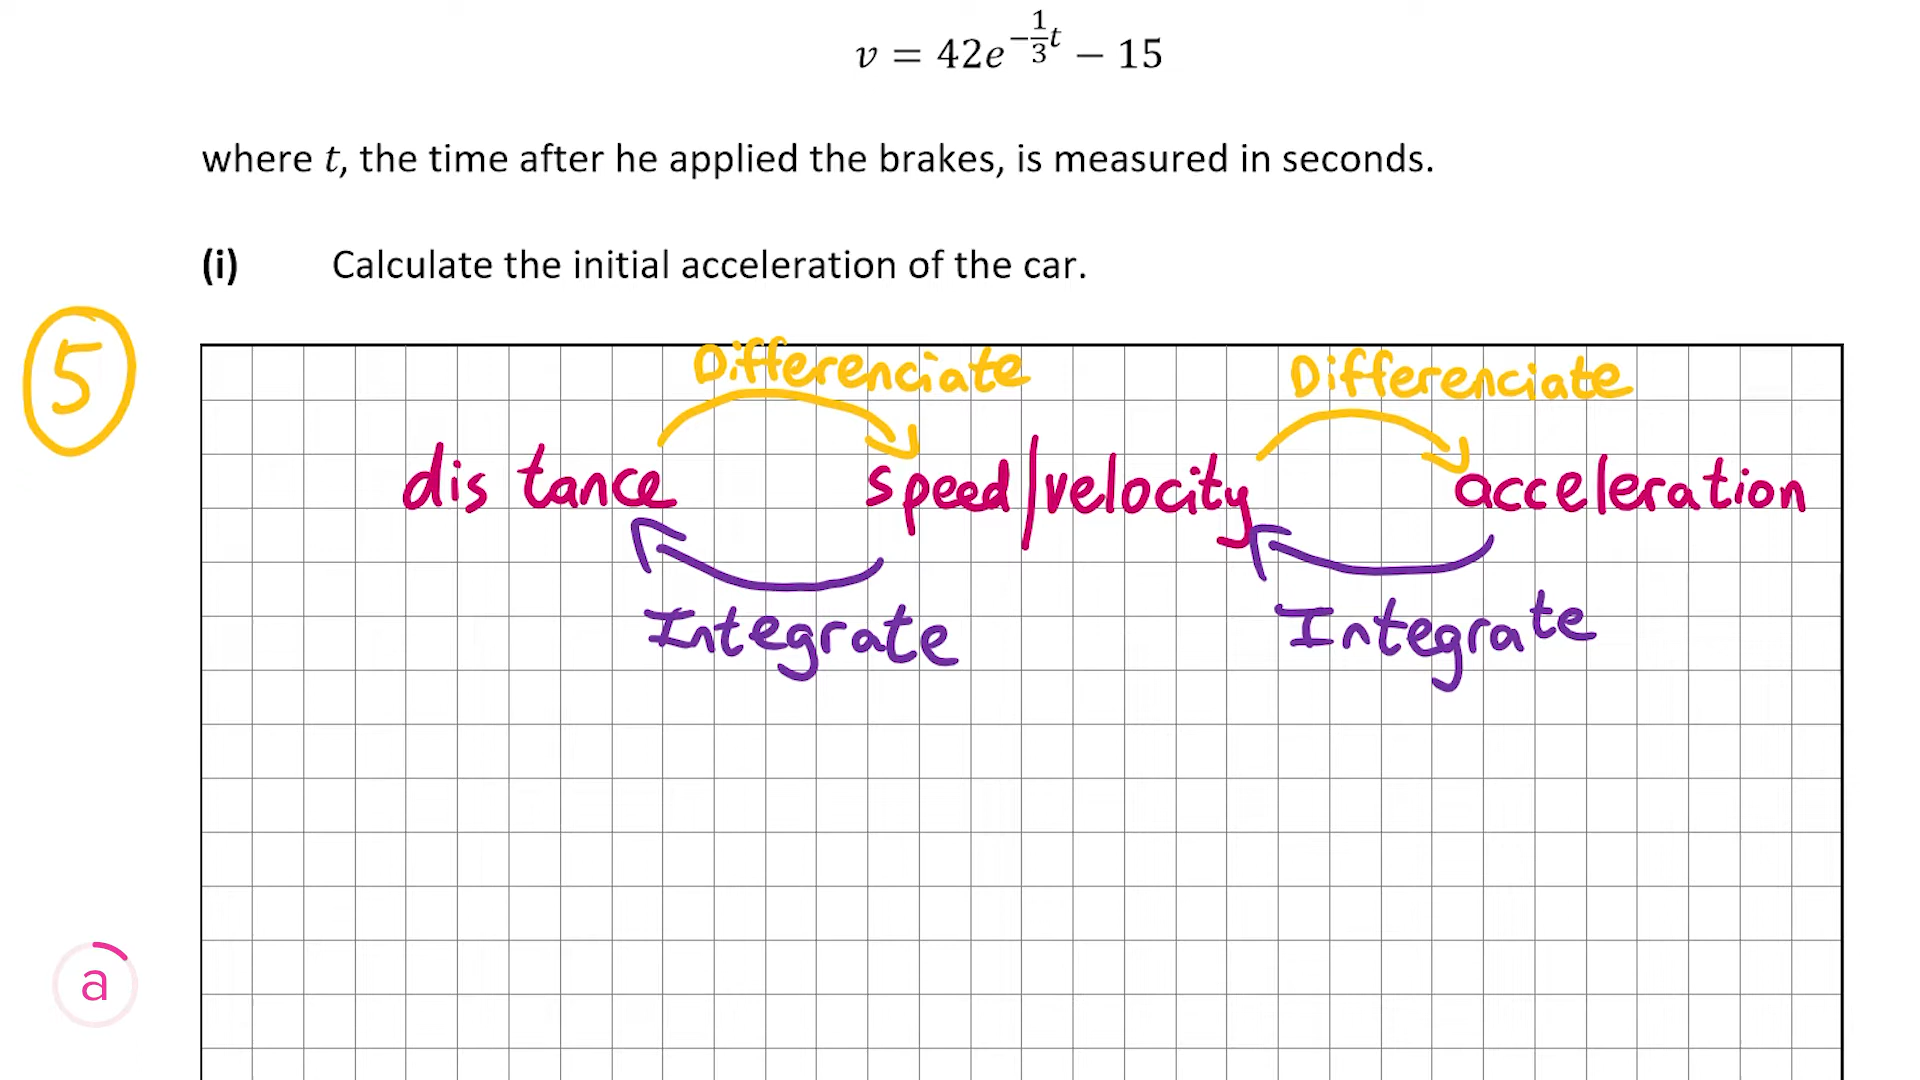 v = 42e^{-\frac{1}{3}t} − 15
where t, the time after he applied the brakes, is measured in seconds.
(i) Calculate the initial acceleration of the car.
5
Differenciate Differenciate
distance speed/velocity acceleration
Integrate Integrate
a